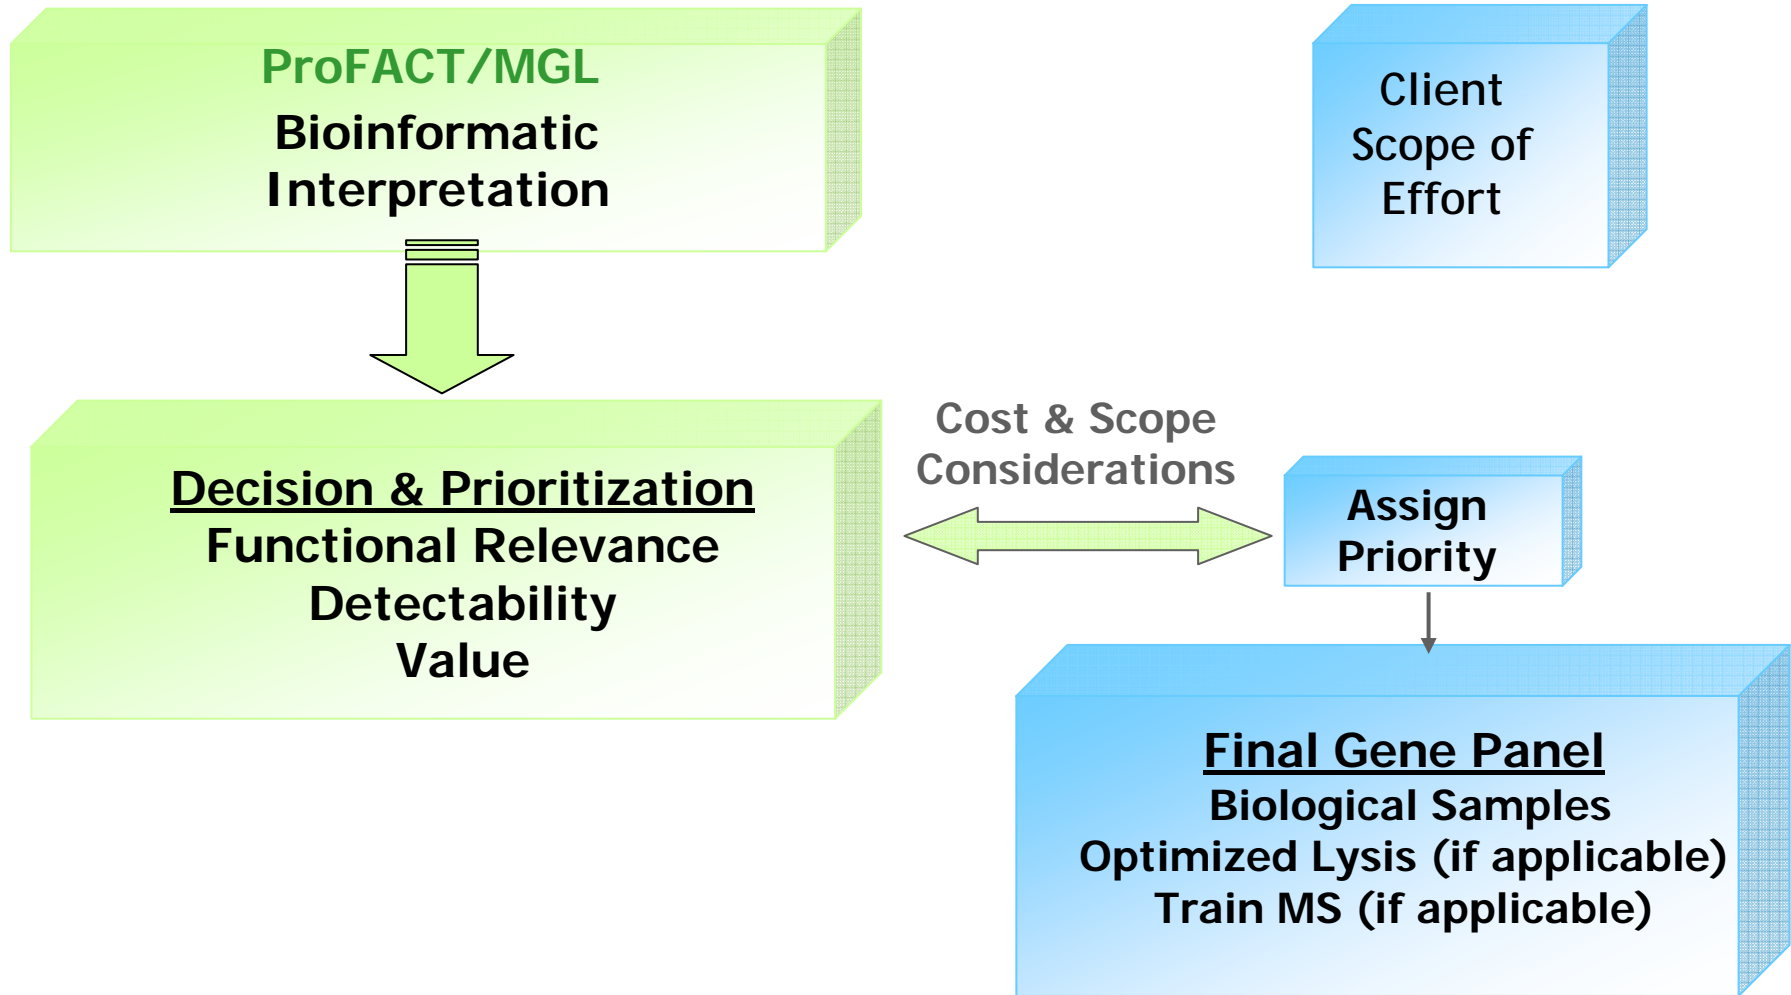 ProFACT/MGL
Bioinformatic
Interpretation
Client
Scope of
Effort
Decision & Prioritization
Functional Relevance
Detectability
Value
Cost & Scope
Considerations
Assign
Priority
Final Gene Panel
Biological Samples
Optimized Lysis (if applicable)
Train MS (if applicable)